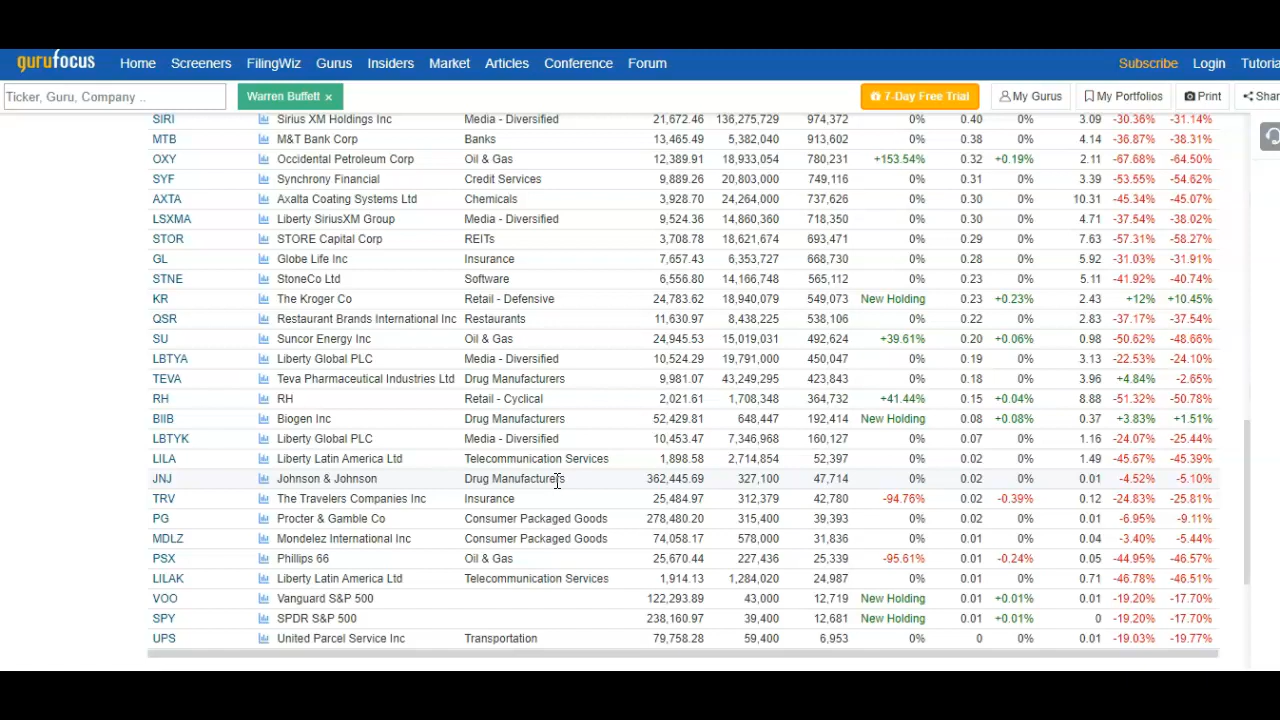 gurufocus Home Screeners FilingWiz Gurus Insiders Market Articles Conference Forum Subscribe Login Tutoria
Ticker, Guru, Company .. Warren Buffett × 7-Day Free Trial My Gurus My Portfolios Print Shar
SIRI Sirius XM Holdings Inc Media - Diversified 21,672.46 136,275,729 974,372 0% 0.40 0% 3.09 -30.36% -31.14%
MTB M&T Bank Corp Banks 13,465.49 5,382,040 913,602 0% 0.38 0% 4.14 -36.87% -38.31%
OXY Occidental Petroleum Corp Oil & Gas 12,389.91 18,933,054 780,231 +153.54% 0.32 +0.19% 2.11 -67.68% -64.50%
SYF Synchrony Financial Credit Services 9,889.26 20,803,000 749,116 0% 0.31 0% 3.39 -53.55% -54.62%
AXTA Axalta Coating Systems Ltd Chemicals 3,928.70 24,264,000 737,626 0% 0.30 0% 10.31 -45.34% -45.07%
LSXMA Liberty SiriusXM Group Media - Diversified 9,524.36 14,860,360 718,350 0% 0.30 0% 4.71 -37.54% -38.02%
STOR STORE Capital Corp REITs 3,708.78 18,621,674 693,471 0% 0.29 0% 7.63 -57.31% -58.27%
GL Globe Life Inc Insurance 7,657.43 6,353,727 668,730 0% 0.28 0% 5.92 -31.03% -31.91%
STNE StoneCo Ltd Software 6,556.80 14,166,748 565,112 0% 0.23 0% 5.11 -41.92% -40.74%
KR The Kroger Co Retail - Defensive 24,783.62 18,940,079 549,073 New Holding 0.23 +0.23% 2.43 +12% +10.45%
QSR Restaurant Brands International Inc Restaurants 11,630.97 8,438,225 538,106 0% 0.22 0% 2.83 -37.17% -37.54%
SU Suncor Energy Inc Oil & Gas 24,945.53 15,019,031 492,624 +39.61% 0.20 +0.06% 0.98 -50.62% -48.66%
LBTYA Liberty Global PLC Media - Diversified 10,524.29 19,791,000 450,047 0% 0.19 0% 3.13 -22.53% -24.10%
TEVA Teva Pharmaceutical Industries Ltd Drug Manufacturers 9,981.07 43,249,295 423,843 0% 0.18 0% 3.96 +4.84% -2.65%
RH RH Retail - Cyclical 2,021.61 1,708,348 364,732 +41.44% 0.15 +0.04% 8.88 -51.32% -50.78%
BIIB Biogen Inc Drug Manufacturers 52,429.81 648,447 192,414 New Holding 0.08 +0.08% 0.37 +3.83% +1.51%
LBTYK Liberty Global PLC Media - Diversified 10,453.47 7,346,968 160,127 0% 0.07 0% 1.16 -24.07% -25.44%
LILA Liberty Latin America Ltd Telecommunication Services 1,898.58 2,714,854 52,397 0% 0.02 0% 1.49 -45.67% -45.39%
JNJ Johnson & Johnson Drug Manufacturers 362,445.69 327,100 47,714 0% 0.02 0% 0.01 -4.52% -5.10%
TRV The Travelers Companies Inc Insurance 25,484.97 312,379 42,780 -94.76% 0.02 -0.39% 0.12 -24.83% -25.81%
PG Procter & Gamble Co Consumer Packaged Goods 278,480.20 315,400 39,393 0% 0.02 0% 0.01 -6.95% -9.11%
MDLZ Mondelez International Inc Consumer Packaged Goods 74,058.17 578,000 31,836 0% 0.01 0% 0.04 -3.40% -5.44%
PSX Phillips 66 Oil & Gas 25,670.44 227,436 25,339 -95.61% 0.01 -0.24% 0.05 -44.95% -46.57%
LILAK Liberty Latin America Ltd Telecommunication Services 1,914.13 1,284,020 24,987 0% 0.01 0% 0.71 -46.78% -46.51%
VOO Vanguard S&P 500 122,293.89 43,000 12,719 New Holding 0.01 +0.01% 0.01 -19.20% -17.70%
SPY SPDR S&P 500 238,160.97 39,400 12,681 New Holding 0.01 +0.01% 0 -19.20% -17.70%
UPS United Parcel Service Inc Transportation 79,758.28 59,400 6,953 0% 0 0% 0.01 -19.03% -19.77%